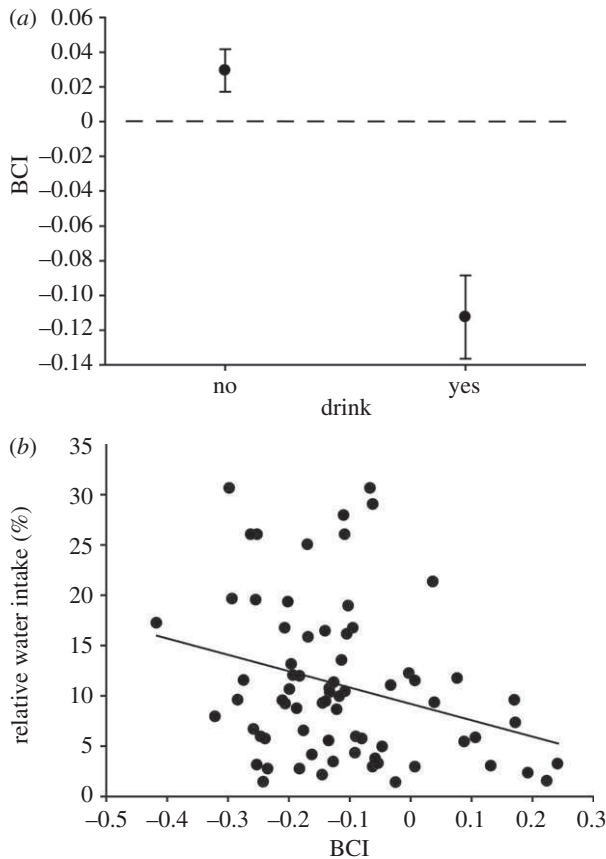 (a)
0.06
0.04
0.02
0
–0.02
–0.04
–0.06
–0.08
–0.10
–0.12
–0.14
BCI
no yes
drink
(b)
35
30
25
20
15
10
5
0
relative water intake (%)
–0.5 –0.4 –0.3 –0.2 –0.1 0 0.1 0.2 0.3
BCI